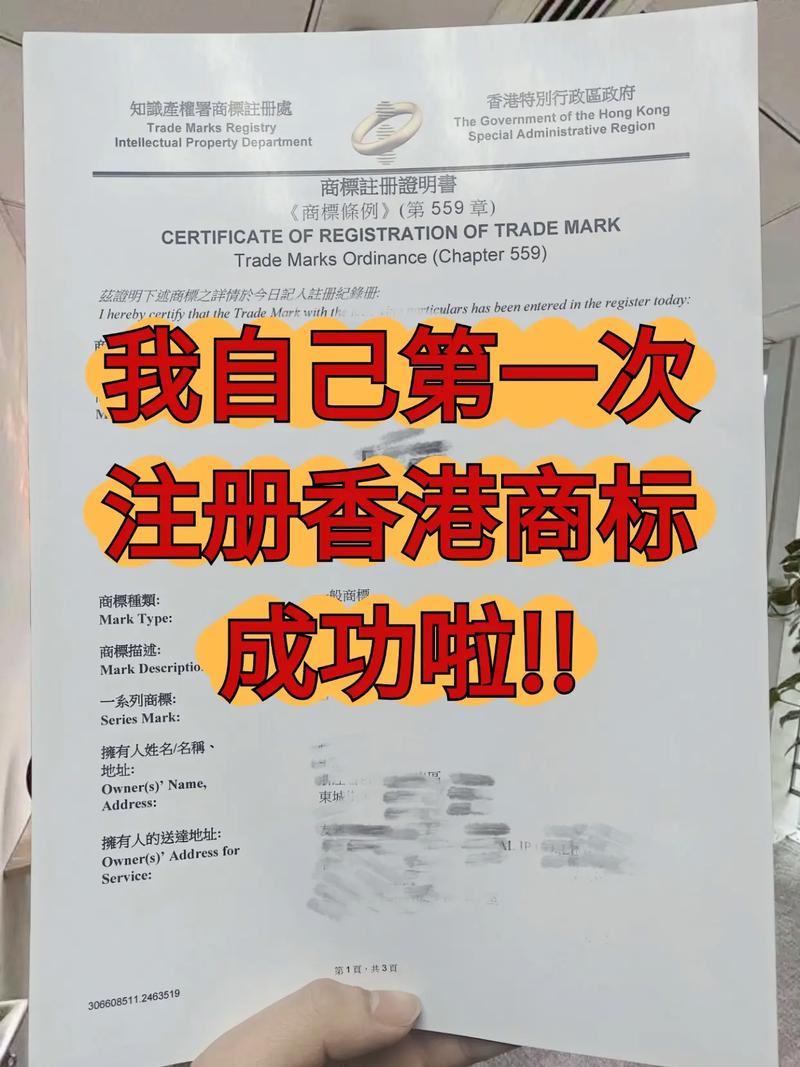 知識產權署商標註冊處
Trade Marks Registry
Intellectual Property Department
香港特別行政區政府
The Government of the Hong Kong
Special Administrative Region
商標註冊證明書
《商標條例》(第 559 章)
CERTIFICATE OF REGISTRATION OF TRADE MARK
Trade Marks Ordinance (Chapter 559)
茲證明下述商標之詳情於今日記入註冊紀錄冊:
I hereby certify that the Trade Mark with the particulars has been entered in the register today:
我自己第一次
注册香港商标
成功啦!!
商標種類:
般商標
Mark Type:
商標描述:
Mark
一系列商標:
Series Mark:
擁有人姓名/名稱、
地址:
Owner(s)' Name,
Address:
東城
擁有人的送達地址:
Owner(s)' Address for
Service:
第 1 頁，共 3 頁
306608511.2463519